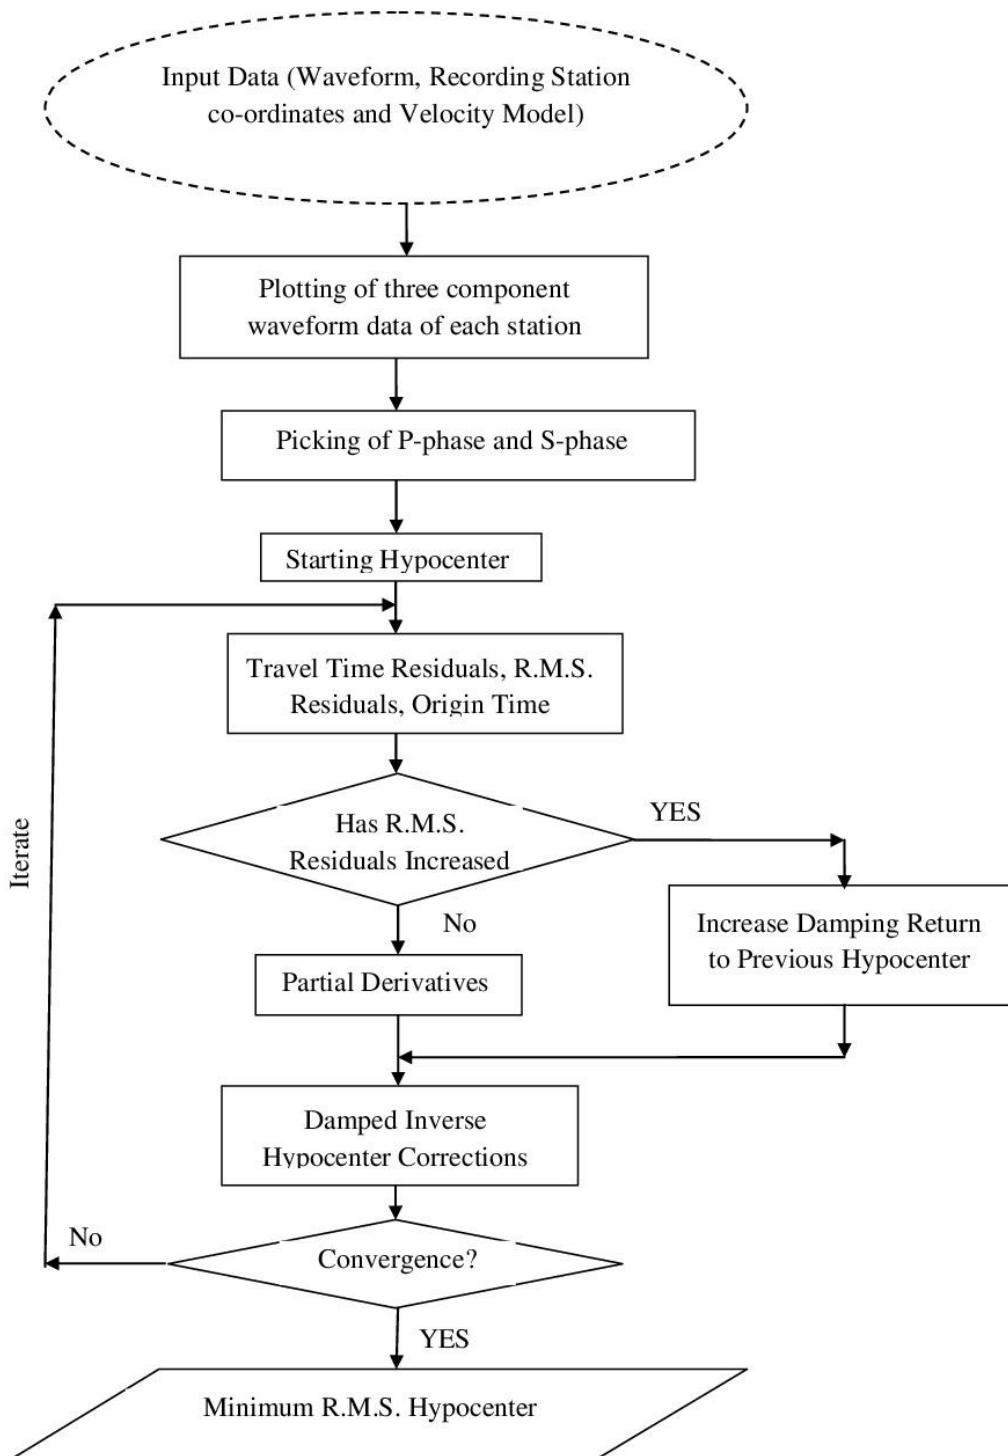 Input Data (Waveform, Recording Station
co-ordinates and Velocity Model)
Plotting of three component
waveform data of each station
Picking of P-phase and S-phase
Starting Hypocenter
Travel Time Residuals, R.M.S.
Residuals, Origin Time
Has R.M.S.
Residuals Increased
YES
No
Increase Damping Return
to Previous Hypocenter
Partial Derivatives
Iterate
Damped Inverse
Hypocenter Corrections
Convergence?
No
YES
Minimum R.M.S. Hypocenter